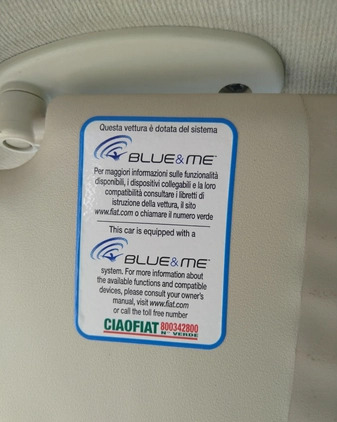 Questa vettura è dotata del sistema
BLUE&ME™
Per maggiori informazioni sulle funzionalità
disponibili, i dispositivi collegabili e la loro
compatibilità consultare i libretti di
istruzione della vettura, il sito
www.fiat.com o chiamare il numero verde
This car is equipped with a
BLUE&ME™
system. For more information about
the available functions and compatible
devices, please consult your owner's
manual, visit www.fiat.com
or call the toll free number
CIAOFIAT 800342800
N° VERDE